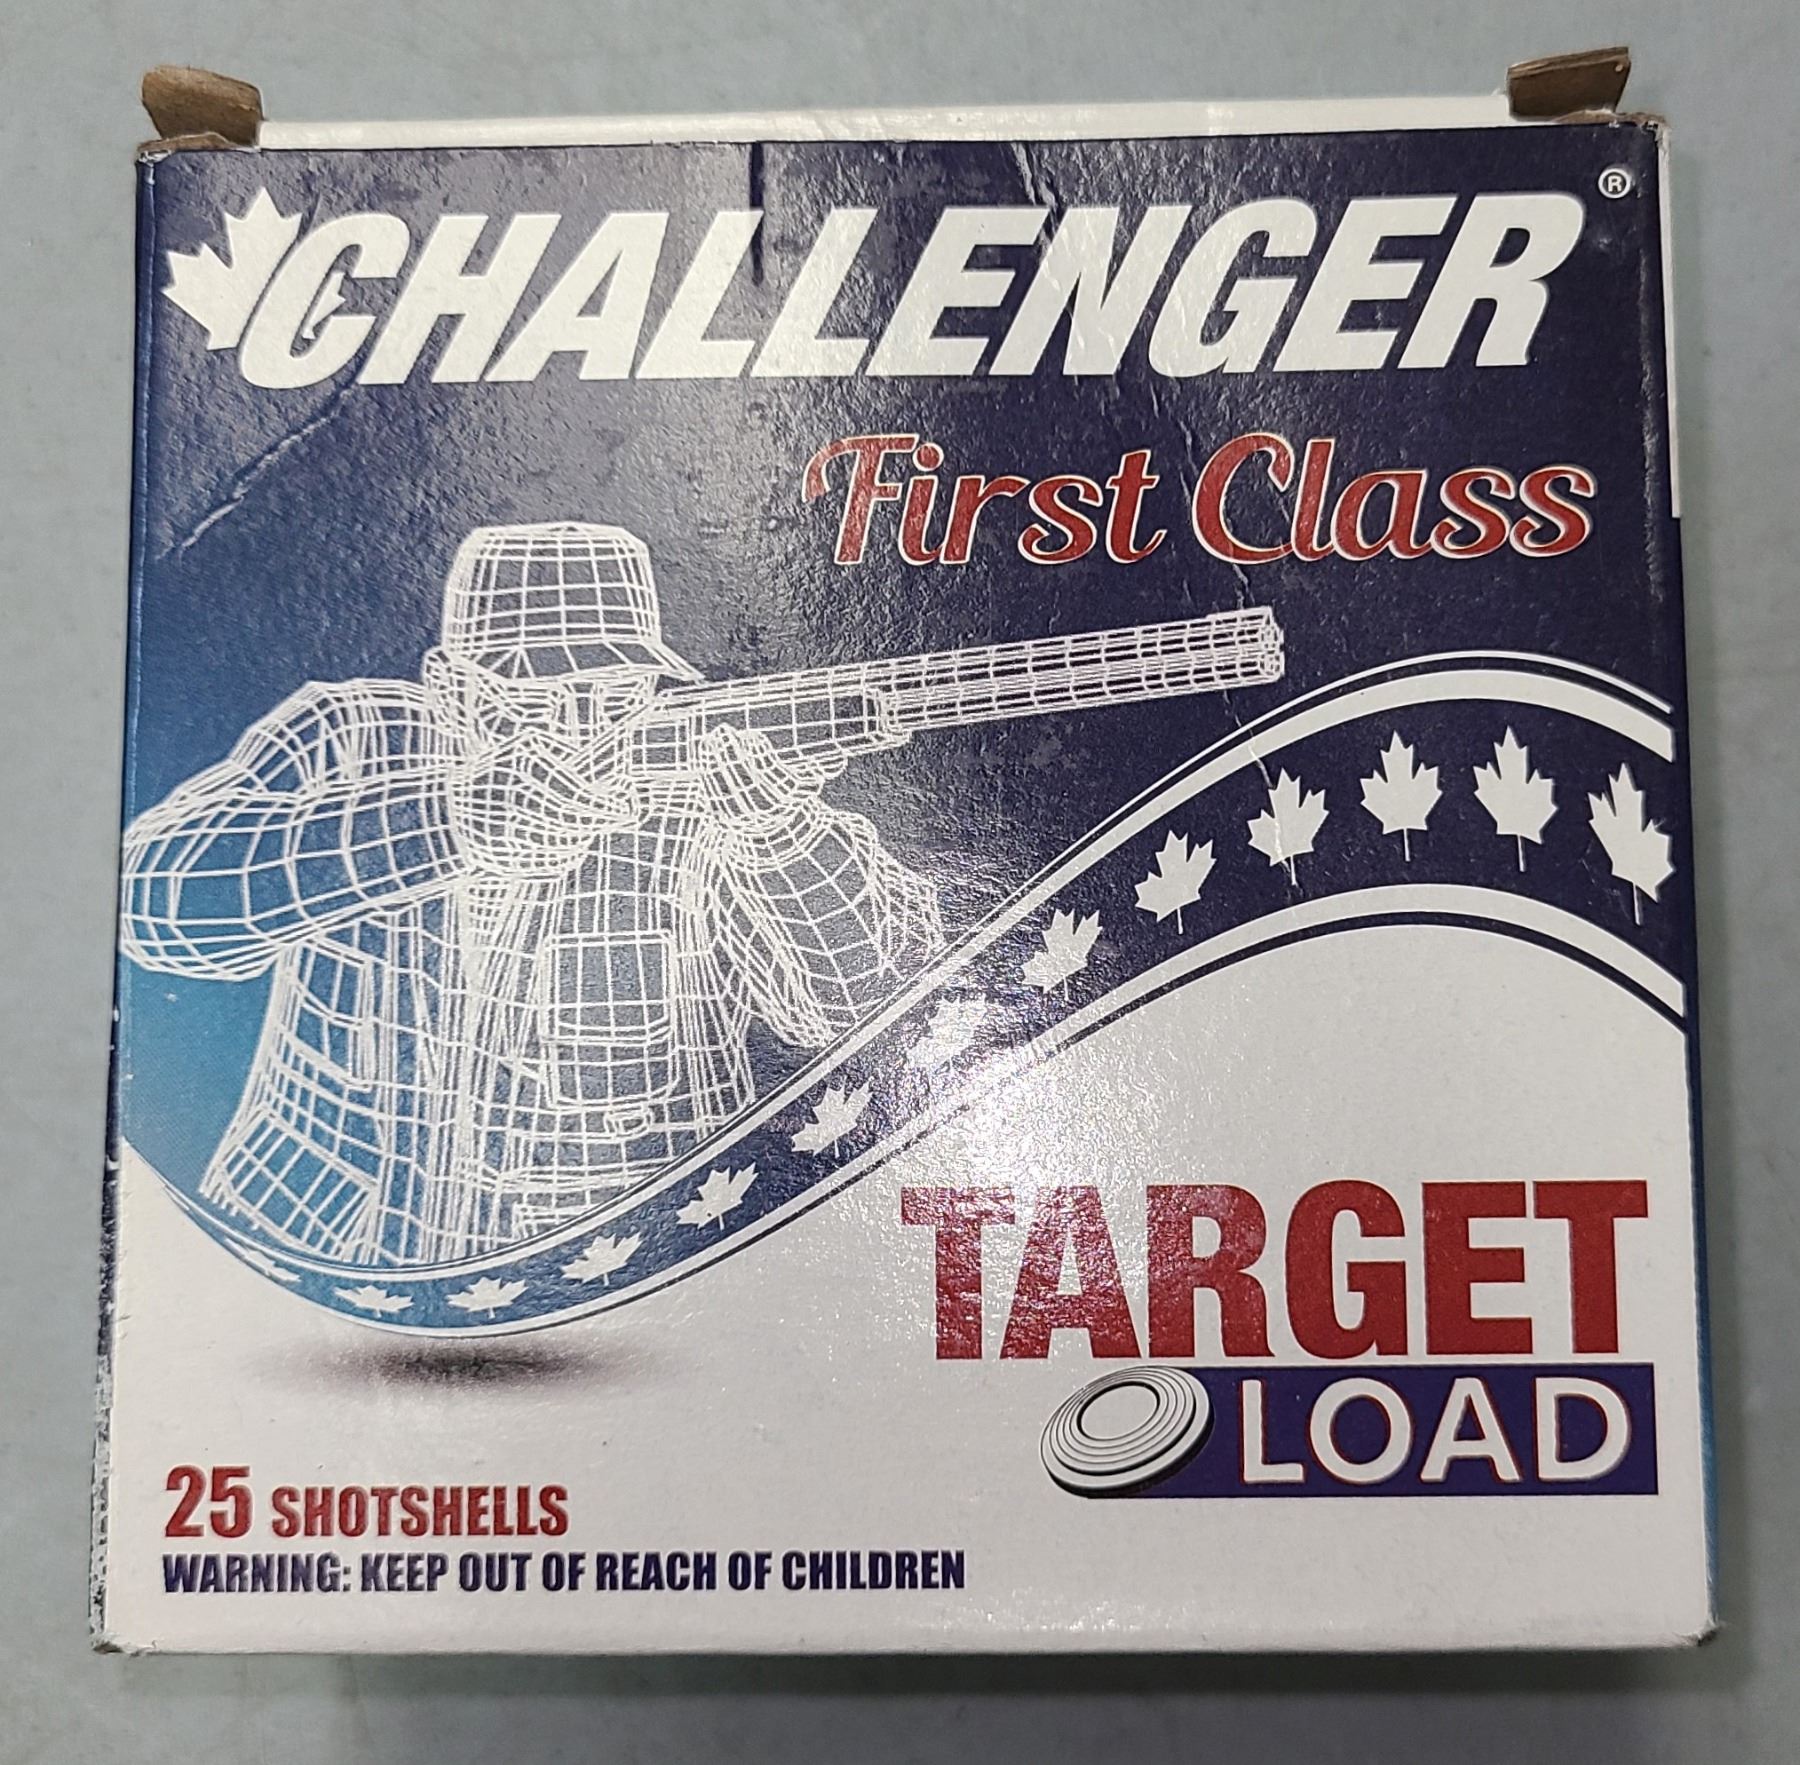 CHALLENGER®
First Class
TARGET
LOAD
25 SHOTSHELLS
WARNING: KEEP OUT OF REACH OF CHILDREN